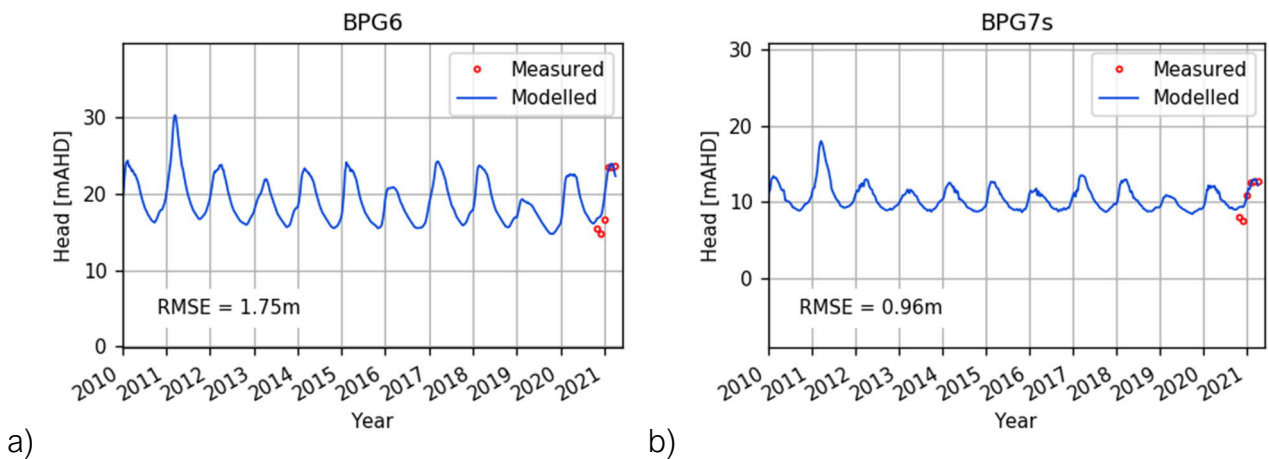 BPG6
Measured
Modelled
Head [mAHD]
30
20
10
0
RMSE = 1.75m
2010 2011 2012 2013 2014 2015 2016 2017 2018 2019 2020 2021
Year
a)
BPG7s
Measured
Modelled
Head [mAHD]
30
20
10
0
RMSE = 0.96m
2010 2011 2012 2013 2014 2015 2016 2017 2018 2019 2020 2021
Year
b)